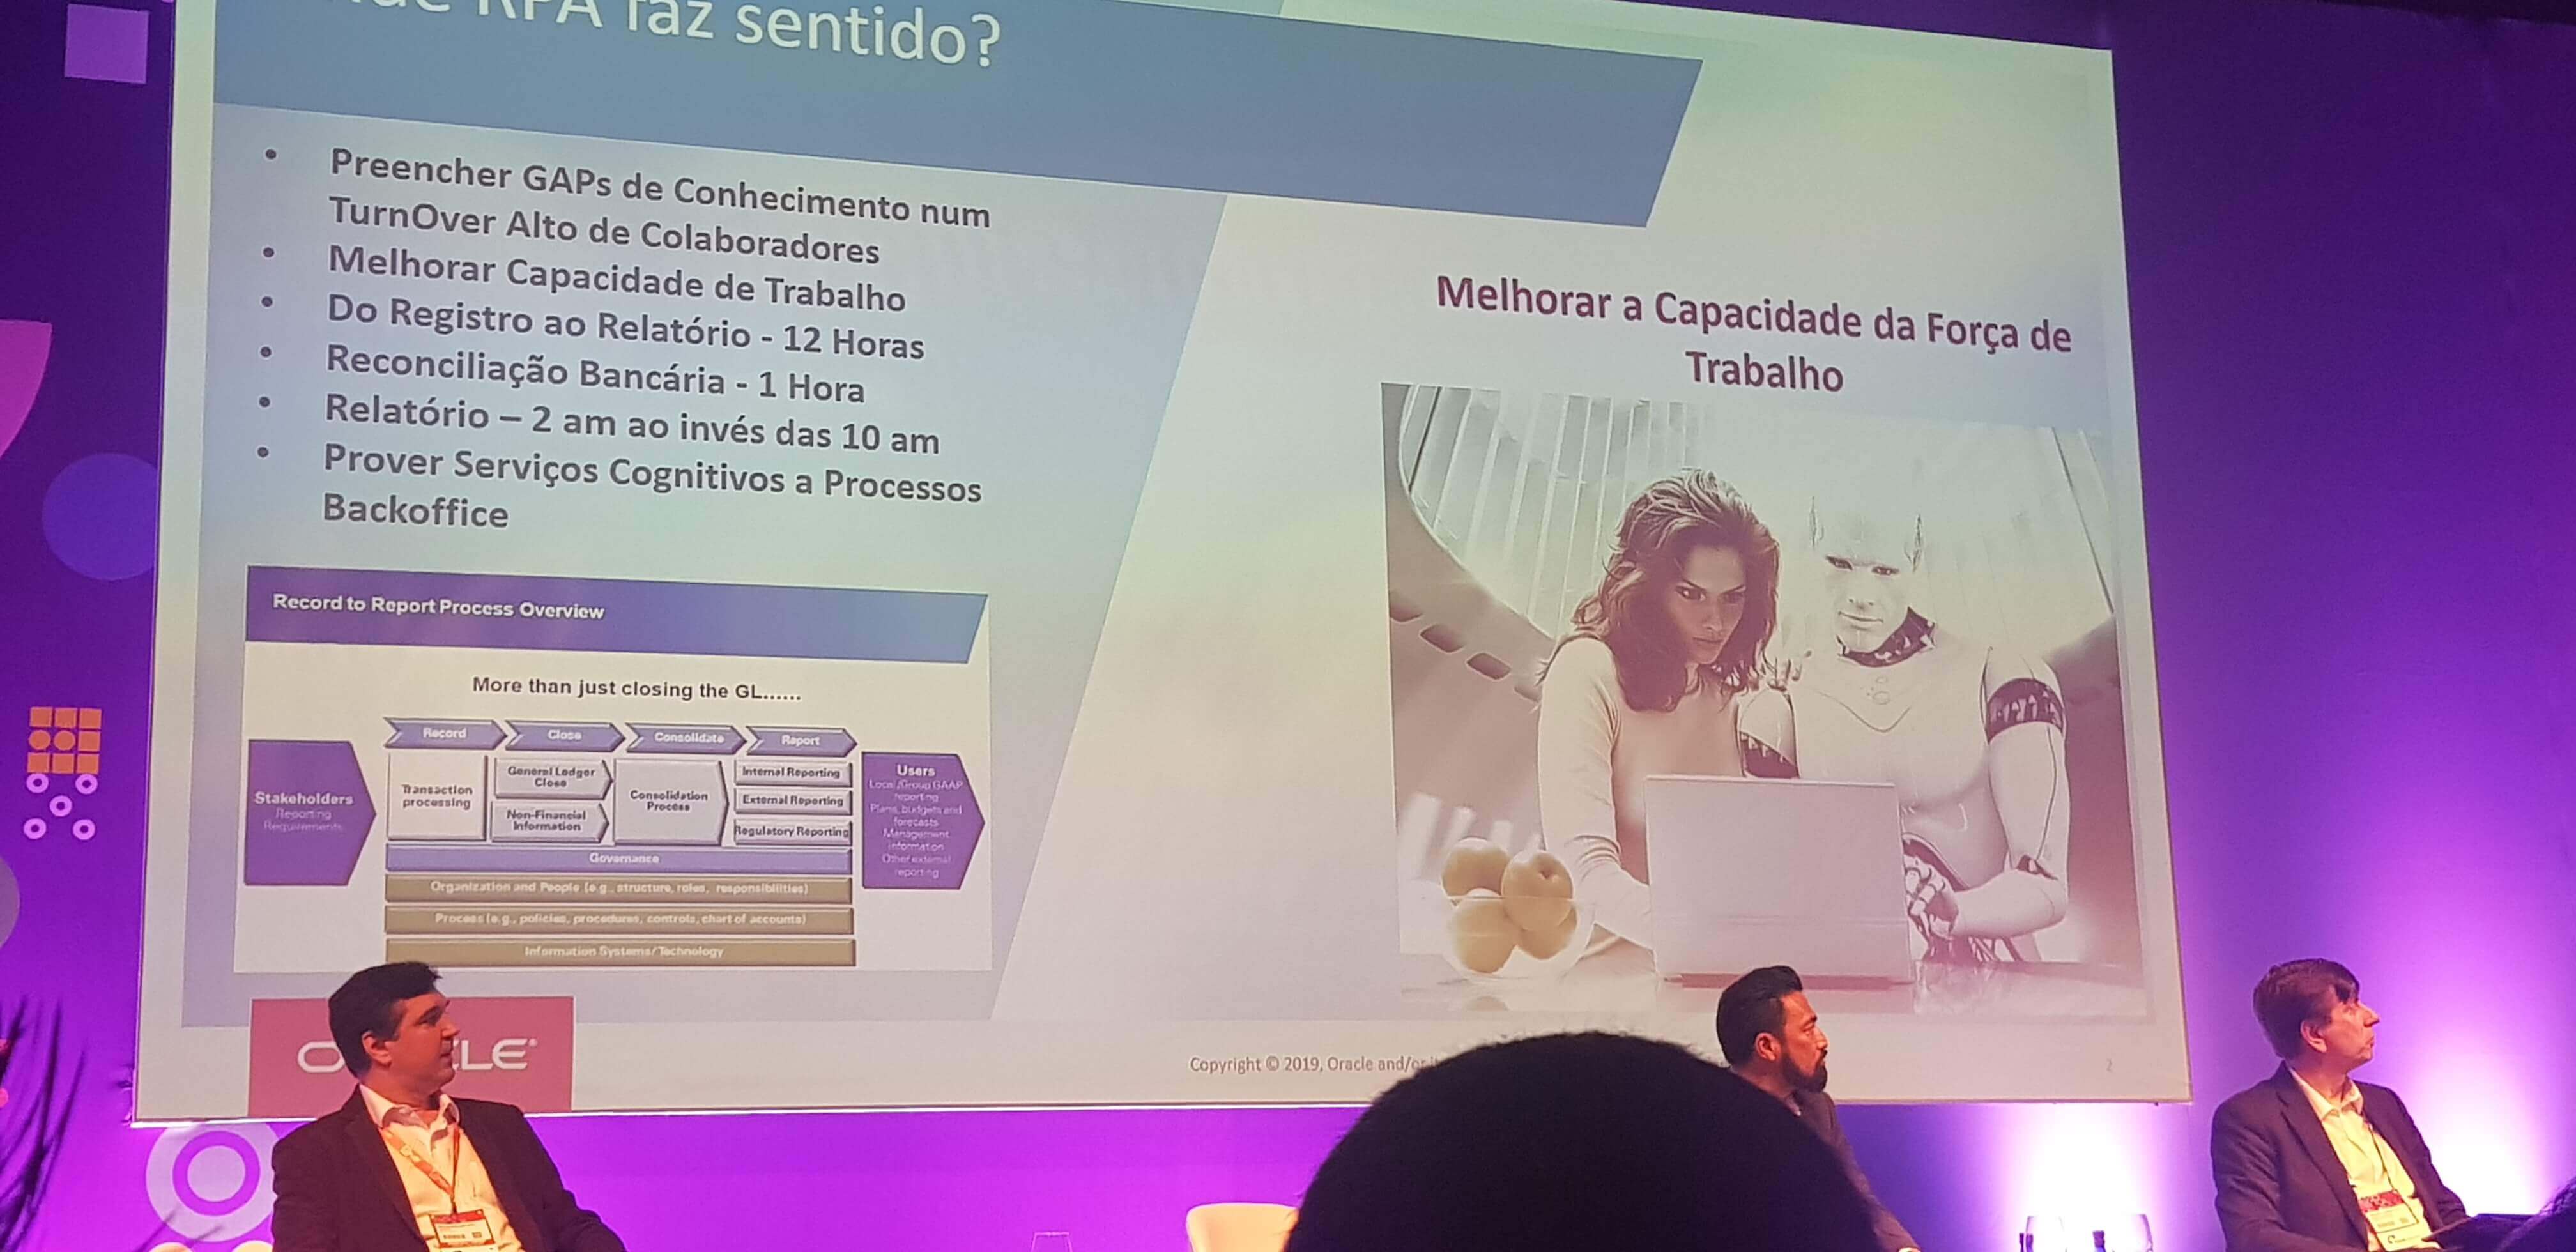 RPA faz sentido?
• Preencher GAPs de Conhecimento num
TurnOver Alto de Colaboradores
• Melhorar Capacidade de Trabalho
• Do Registro ao Relatório - 12 Horas
• Reconciliação Bancária - 1 Hora
• Relatório – 2 am ao invés das 10 am
• Prover Serviços Cognitivos a Processos
Backoffice
Melhorar a Capacidade da Força de
Trabalho
Record to Report Process Overview
More than just closing the GL......
Record
Close
Consolidate
Report
Stakeholders
Reporting
Requirements
Transaction
processing
General Ledger
Close
Non-Financial
Information
Consolidation
Process
Internal Reporting
External Reporting
Regulatory Reporting
Users
Local/Group GAAP
reporting
Plans, budgets and
forecasts
Management
information
Other external
reporting
Governance
Organization and People (e.g., structure, roles, responsibilities)
Process (e.g., policies, procedures, controls, chart of accounts)
Information Systems/Technology
O LE
Copyright © 2019, Oracle and/or
2